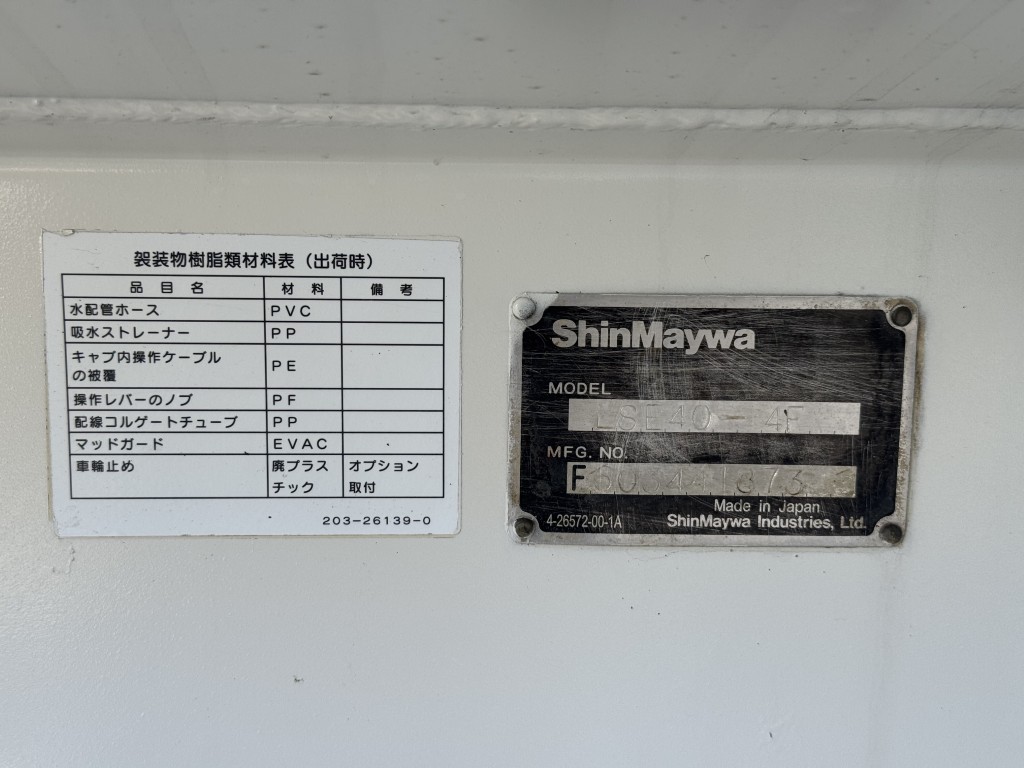 架装物樹脂類材料表（出荷時）
品目名 材料 備考
水配管ホース PVC
吸水ストレーナー PP
キャブ内操作ケーブル
の被覆 PE
操作レバーのノブ PF
配線コルゲートチューブ PP
マッドガード EVAC
車輪止め 廃プラス オプション
チック 取付
203-26139-0
ShinMaywa
MODEL
LSE40-4F
MFG. NO.
Made in Japan
4-26572-00-1A ShinMaywa Industries, Ltd.